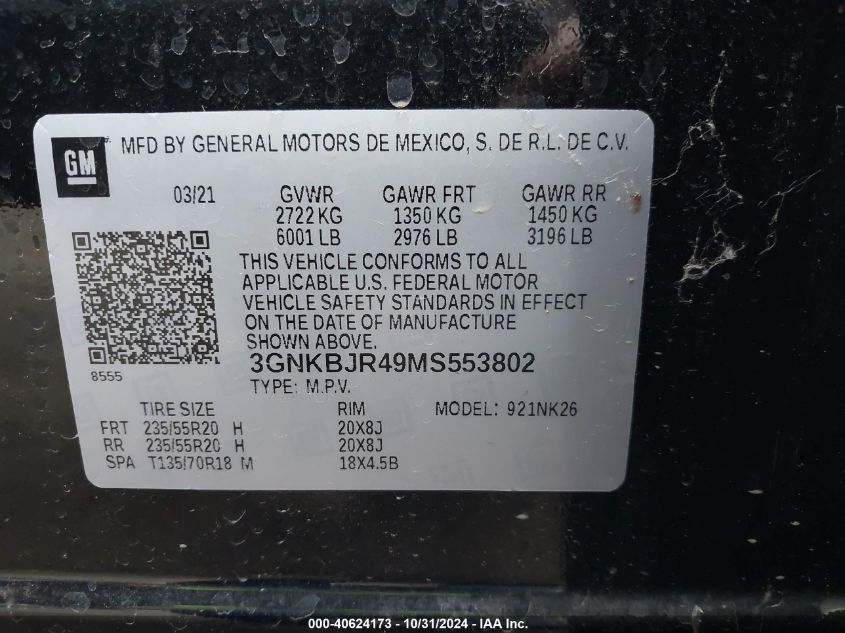 GM MFD BY GENERAL MOTORS DE MEXICO, S. DE R.L. DE C.V.
03/21 GVWR GAWR FRT GAWR RR
2722 KG 1350 KG 1450 KG
6001 LB 2976 LB 3196 LB
THIS VEHICLE CONFORMS TO ALL
APPLICABLE U.S. FEDERAL MOTOR
VEHICLE SAFETY STANDARDS IN EFFECT
ON THE DATE OF MANUFACTURE
SHOWN ABOVE.
3GNKBJR49MS553802
8555
TYPE: M.P.V.
TIRE SIZE RIM MODEL: 921NK26
FRT 235/55R20 H 20X8J
RR 235/55R20 H 20X8J
SPA T135/70R18 M 18X4.5B
000-40624173 - 10/31/2024 - IAA Inc.